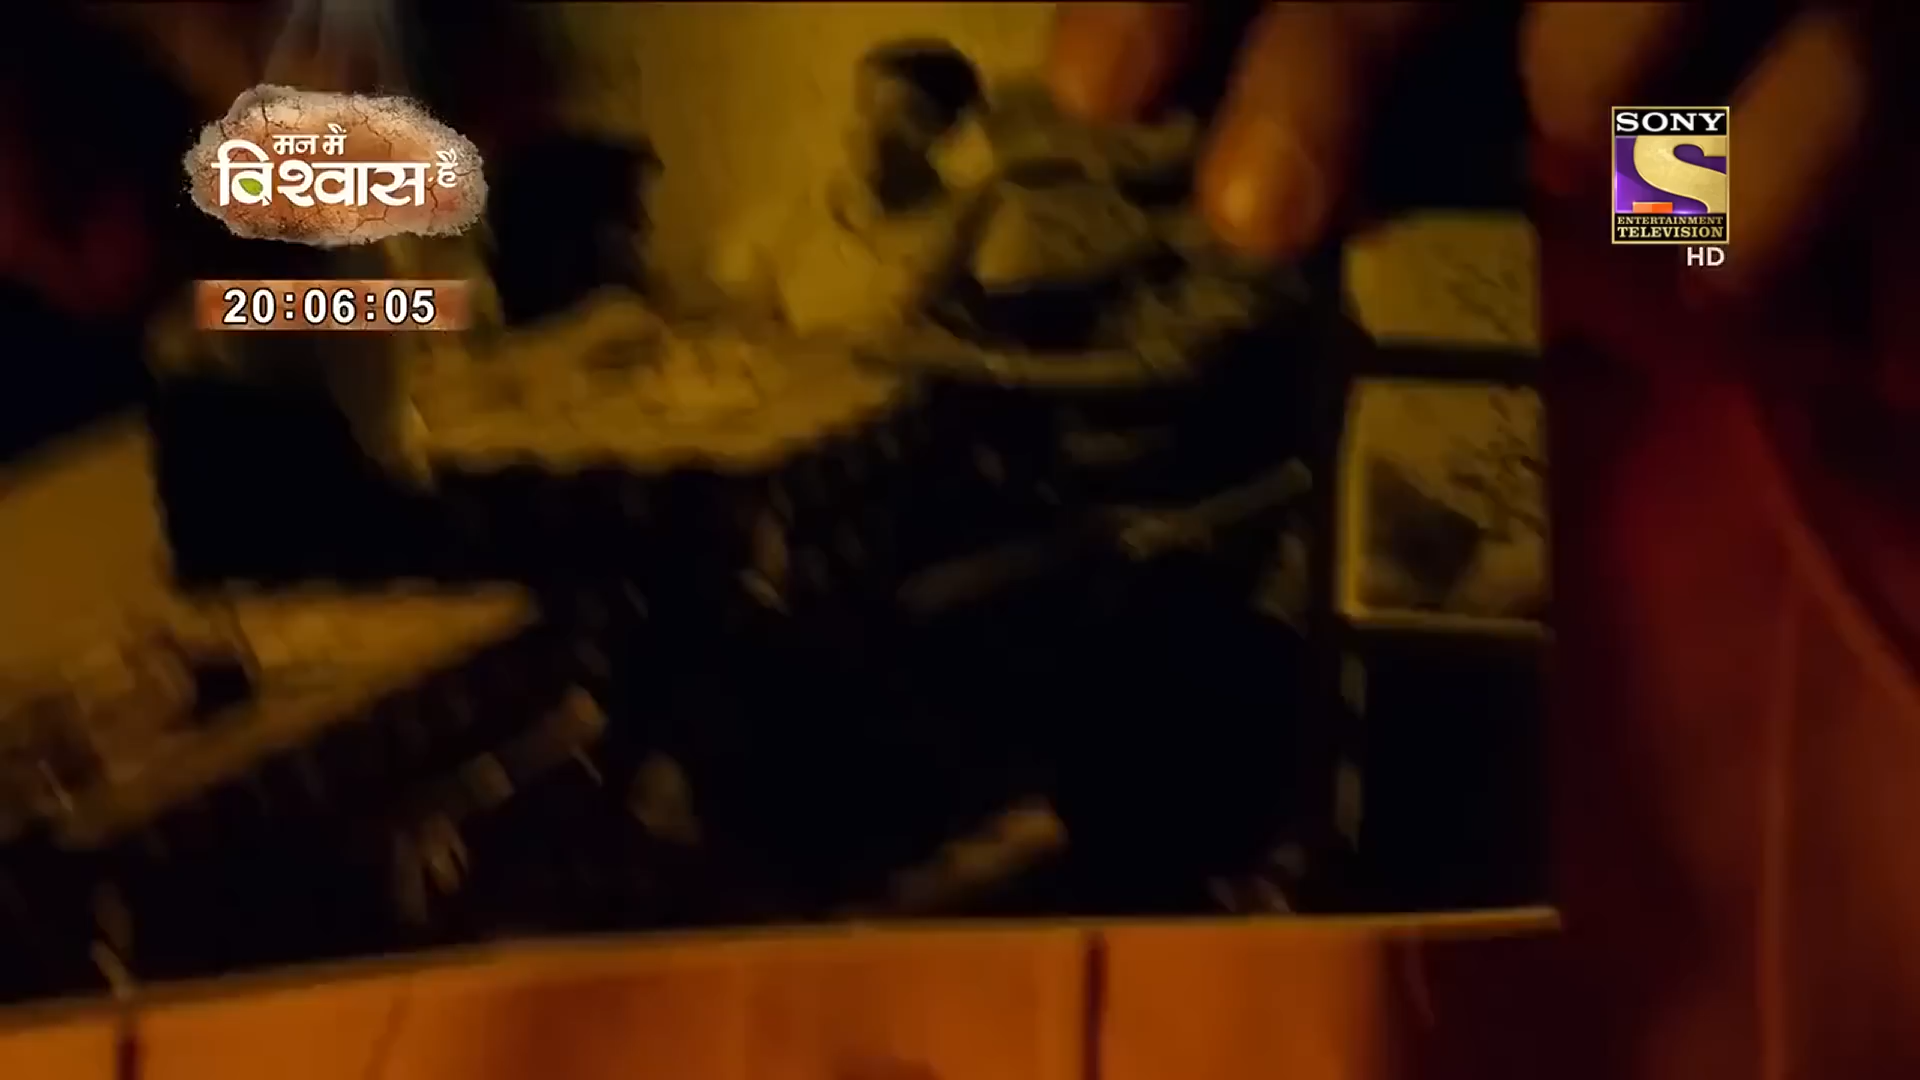 मन में
विश्वास है
20:06:05
SONY
ENTERTAINMENT
TELEVISION
HD